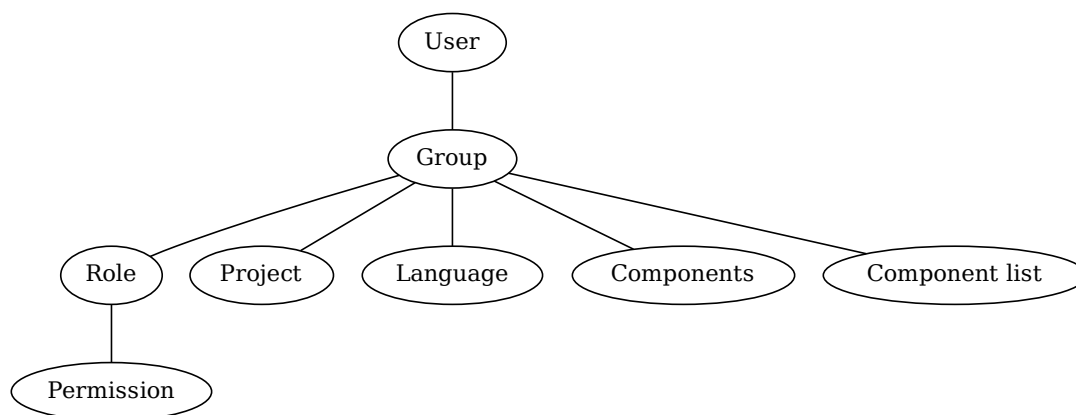 User
Group
Role
Project
Language
Components
Component list
Permission